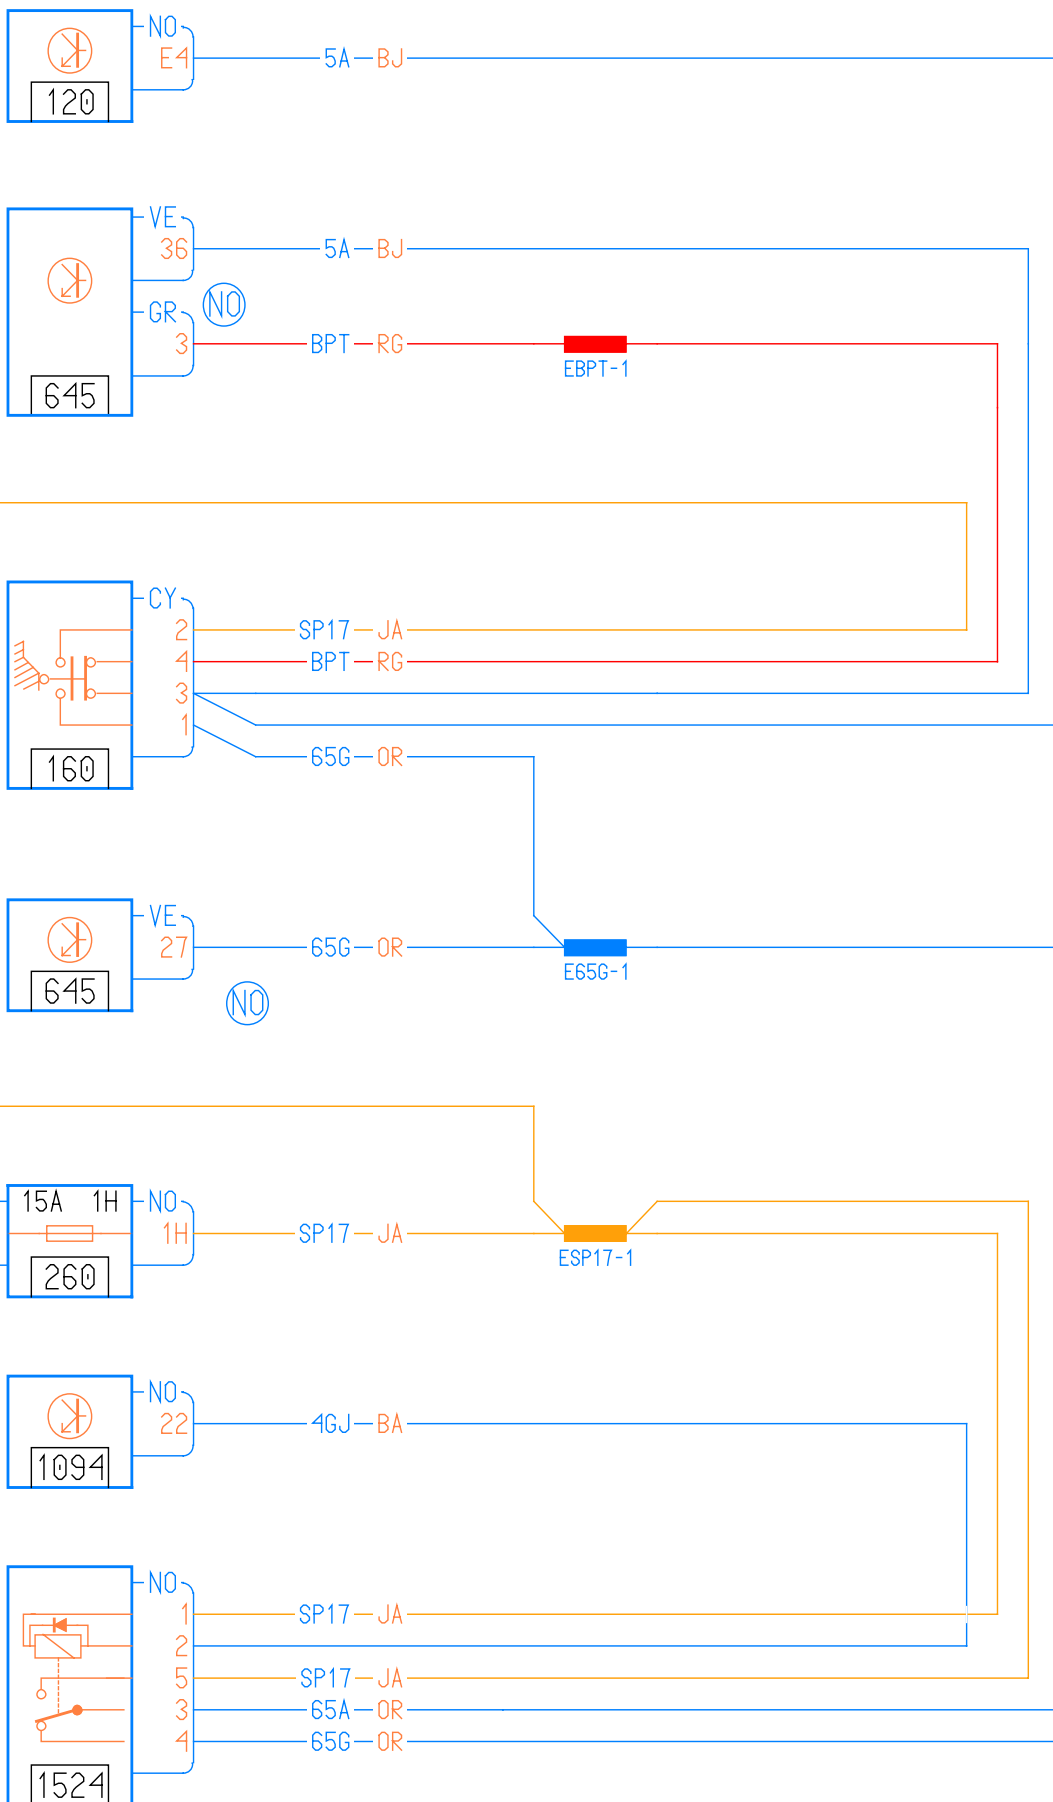 NO
E4 5A BJ
120
VE
36 5A BJ
NO
GR
3 BPT RG
EBPT-1
645
CY
2 SP17 JA
4 BPT RG
3
1
65G OR
160
VE
27 65G OR
E65G-1
645
NO
15A 1H NO
1H SP17 JA
ESP17-1
260
NO
22 4GJ BA
1094
NO
1 SP17 JA
2
5 SP17 JA
3 65A OR
4 65G OR
1524